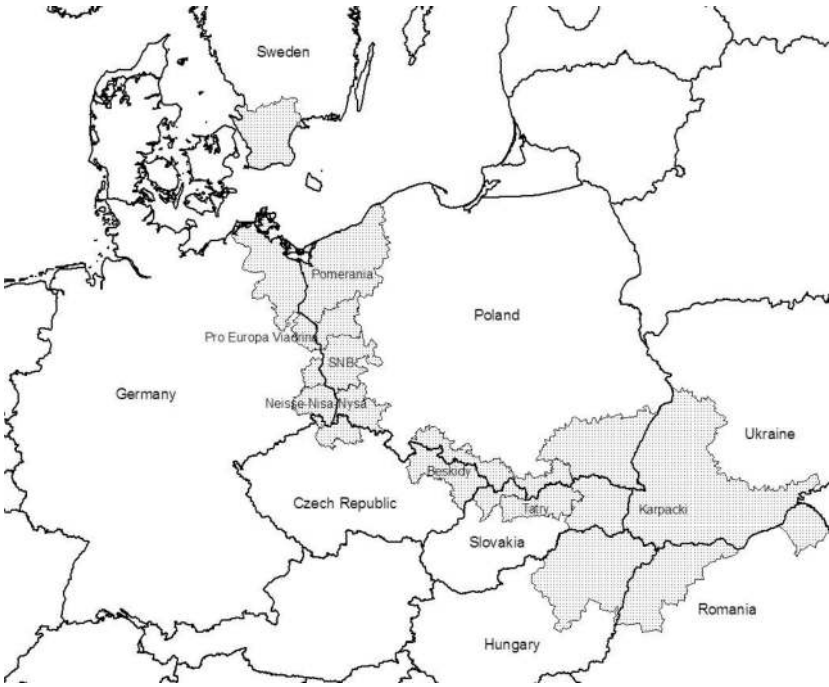 Sweden
Pomerania
Poland
Pro Europa Viadrina
SNB
Germany
Neisse-Nisa-Nysa
Ukraine
Beskidy
Czech Republic
Tatry
Karpacki
Slovakia
Romania
Hungary